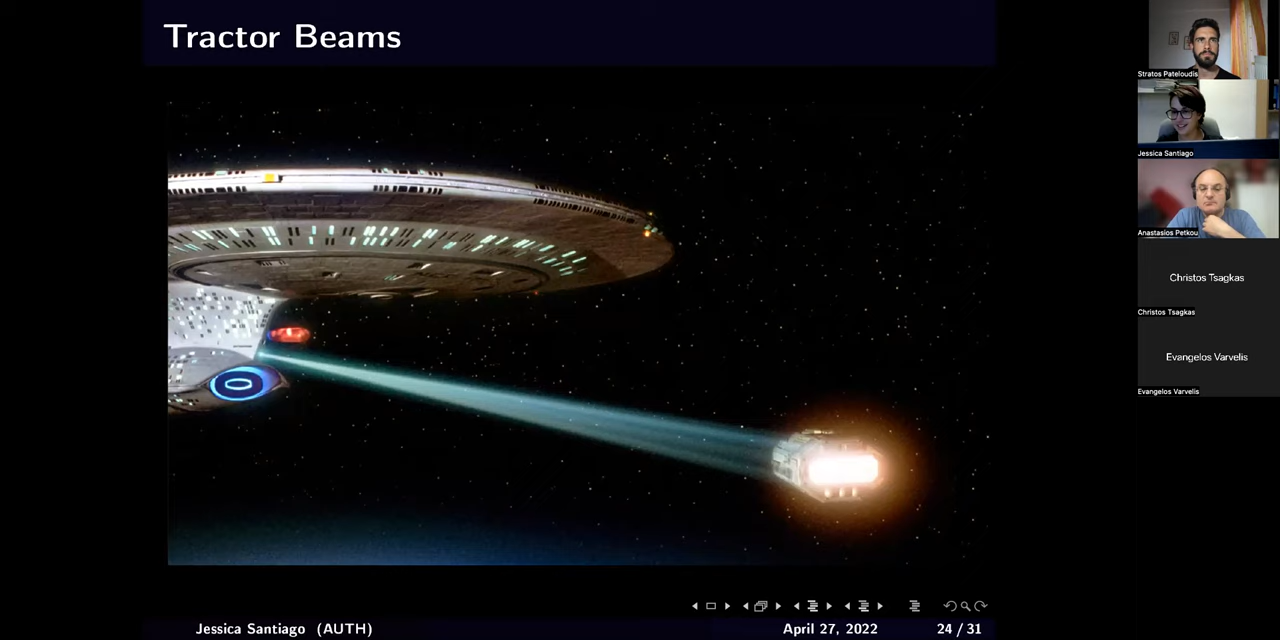 Tractor Beams
Jessica Santiago (AUTH)
April 27, 2022
24 / 31
Stratos Pateloudis
Jessica Santiago
Anastasios Petkou
Christos Tsagkas
Christos Tsagkas
Evangelos Varvelis
Evangelos Varvelis